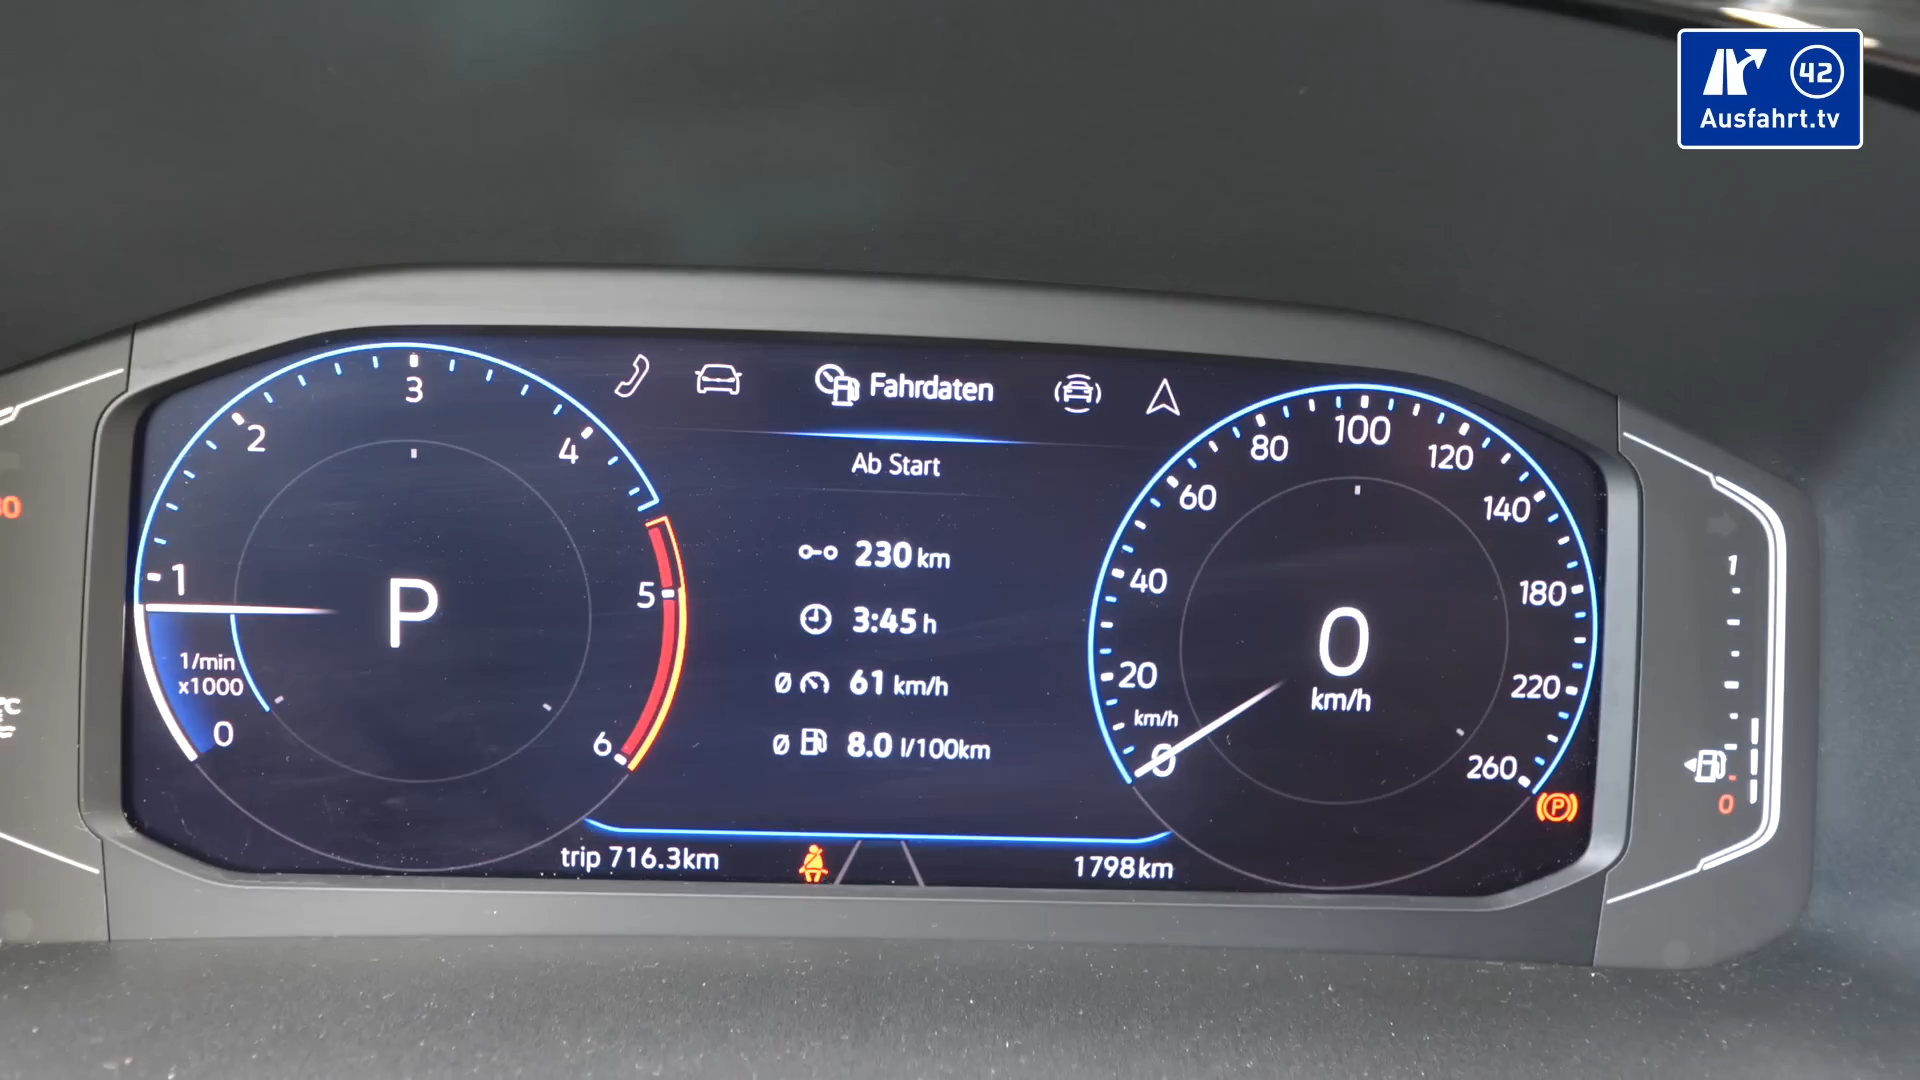 42
Ausfahrt.tv
Fahrdaten
Ab Start
230 km
3:45 h
Ø 61 km/h
Ø 8.0 l/100km
0
1
2
3
4
5
6
1/min
x1000
P
0
20
40
60
80
100
120
140
180
220
260
km/h
0
km/h
P
trip 716.3km
1798km
1
0
°C